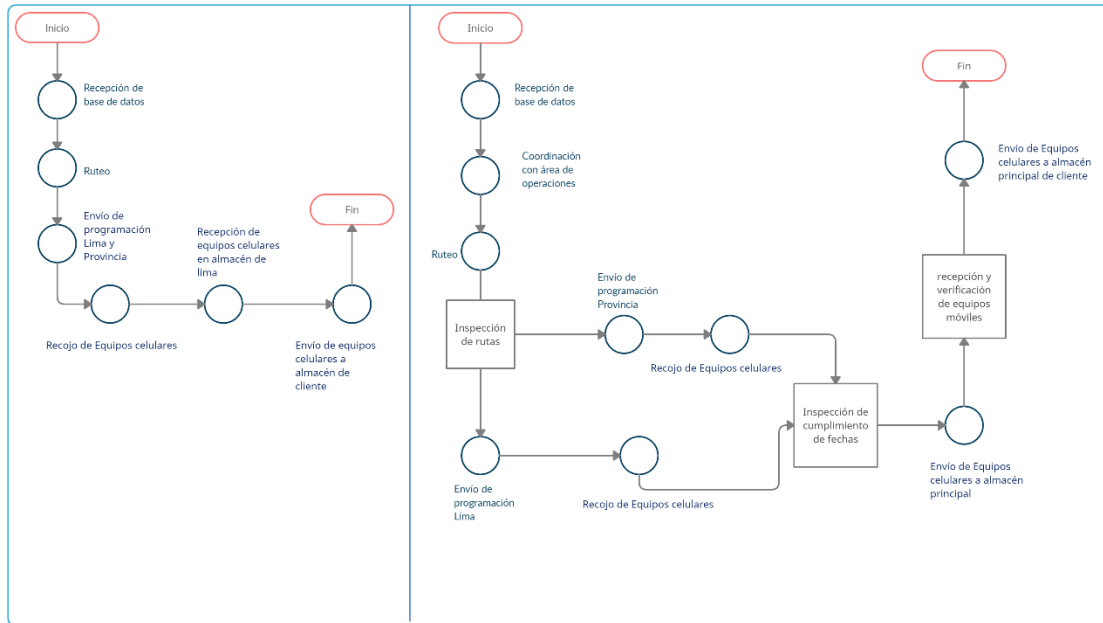 Inicio
Recepción de
base de datos
Ruteo
Envío de
programación
Lima y
Provincia
Recojo de Equipos celulares
Recepción de
equipos celulares
en almacén de
lima
Envío de equipos
celulares a
almacén de
cliente
Fin
Inicio
Recepción de
base de datos
Coordinación
con área de
operaciones
Ruteo
Inspección
de rutas
Envío de
programación
Provincia
Recojo de Equipos celulares
Envío de
programación
Lima
Recojo de Equipos celulares
Inspección de
cumplimiento
de fechas
Envío de Equipos
celulares a almacén
principal
recepción y
verificación
de equipos
móviles
Envío de Equipos
celulares a almacén
principal de cliente
Fin